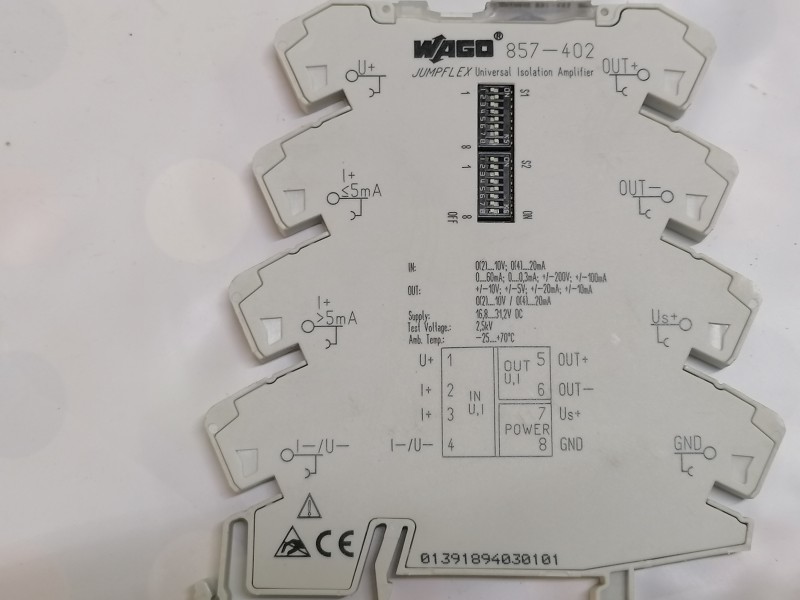 WAGO® 857-402
JUMPFLEX Universal Isolation Amplifier
U+
OUT+
1 S1
8
1 S2
8 OFF ON
I+
≤5mA
OUT-
IN: 0(2)...10V; 0(4)...20mA
0...60mA; 0...0,3mA; +/-200V; +/-100mA
OUT: +/-10V; +/-5V; +/-20mA; +/-10mA
0(2)...10V / 0(4)...20mA
Supply: 16,8...31,2V DC
Test Voltage.: 2,5kV
Amb. Temp.: -25...+70°C
I+
>5mA
Us+
U+ 1 OUT 5 OUT+
U,I
I+ 2 IN 6 OUT-
U,I
I+ 3 7 Us+
POWER
I-/U- 4 8 GND
I-/U-
GND
CE
01391894030101